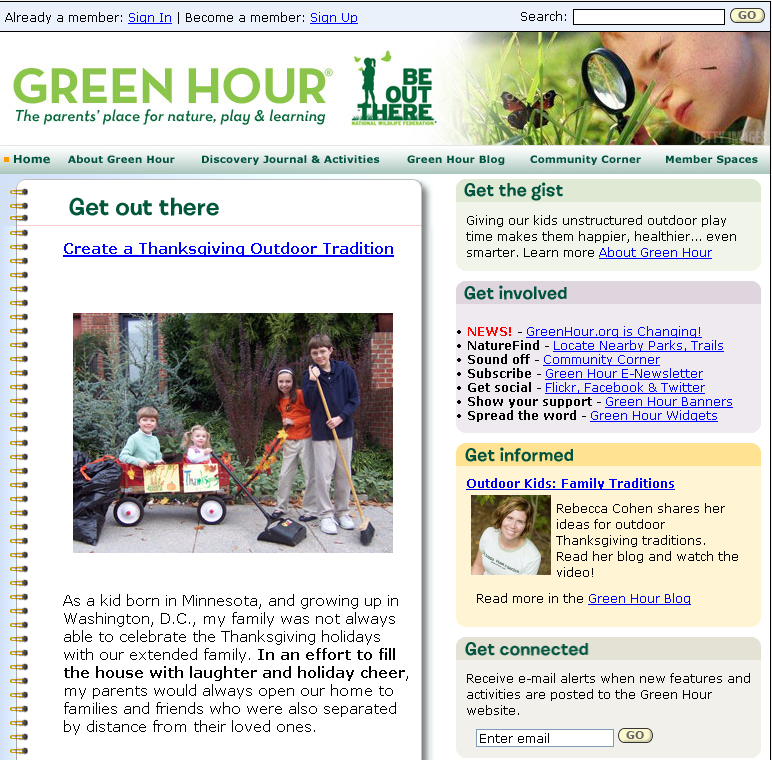 Already a member: Sign In | Become a member: Sign Up
Search: GO
GREEN HOUR®
The parents' place for nature, play & learning
BE
OUT
THERE
NATIONAL WILDLIFE FEDERATION
GETTY IMAGES
Home About Green Hour Discovery Journal & Activities Green Hour Blog Community Corner Member Spaces
Get out there
Create a Thanksgiving Outdoor Tradition
As a kid born in Minnesota, and growing up in
Washington, D.C., my family was not always
able to celebrate the Thanksgiving holidays
with our extended family. In an effort to fill
the house with laughter and holiday cheer,
my parents would always open our home to
families and friends who were also separated
by distance from their loved ones.
Get the gist
Giving our kids unstructured outdoor play
time makes them happier, healthier... even
smarter. Learn more About Green Hour
Get involved
• NEWS! - GreenHour.org is Changing!
• NatureFind - Locate Nearby Parks, Trails
• Sound off - Community Corner
• Subscribe - Green Hour E-Newsletter
• Get social - Flickr, Facebook & Twitter
• Show your support - Green Hour Banners
• Spread the word - Green Hour Widgets
Get informed
Outdoor Kids: Family Traditions
Rebecca Cohen shares her
ideas for outdoor
Thanksgiving traditions.
Read her blog and watch the
video!
Read more in the Green Hour Blog
Get connected
Receive e-mail alerts when new features and
activities are posted to the Green Hour
website.
Enter email GO